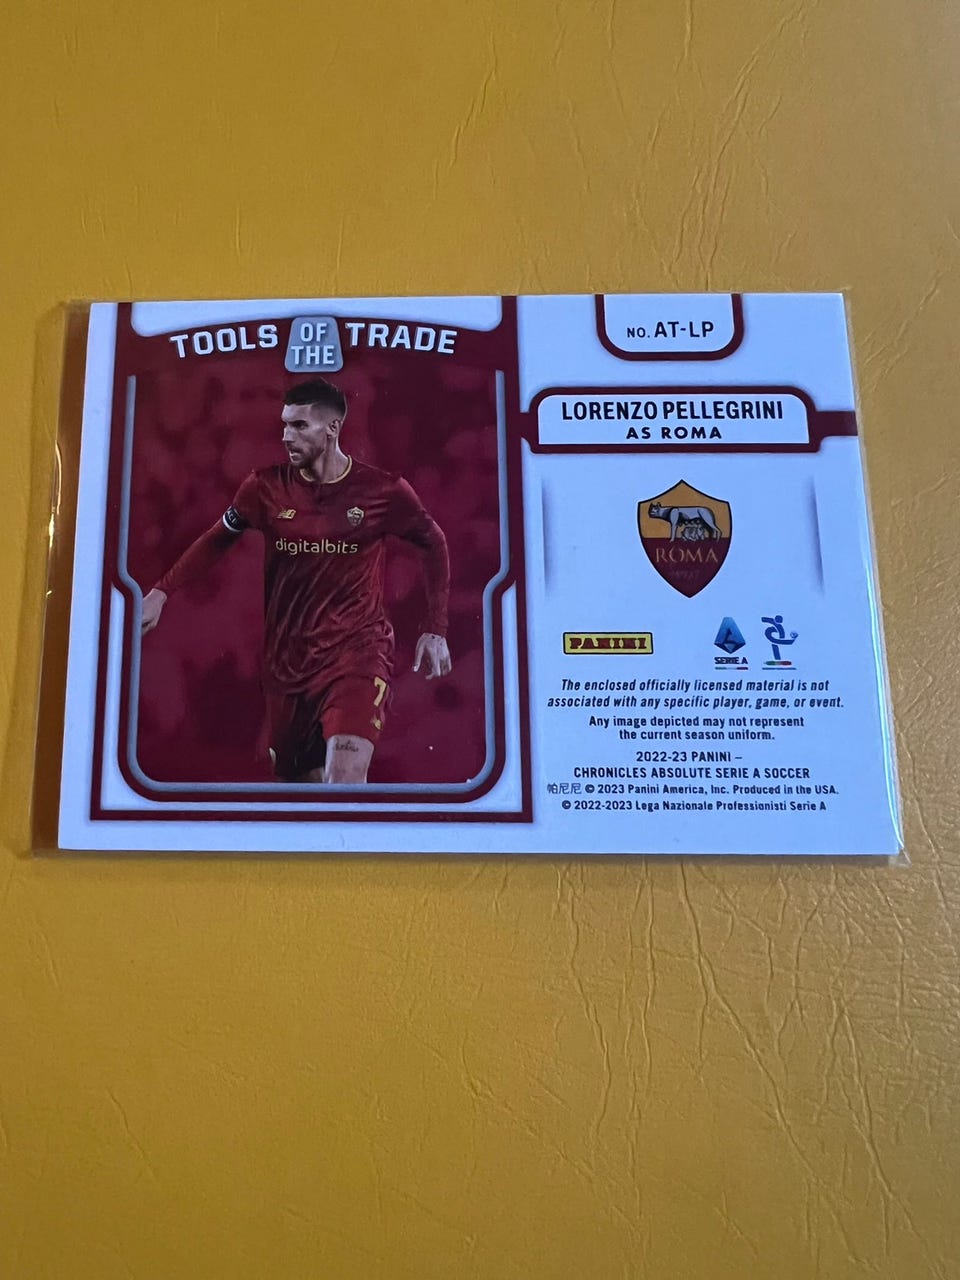 TOOLS OF THE TRADE
digitalbits
7
NO. AT-LP
LORENZO PELLEGRINI
AS ROMA
ROMA
PANINI
SERIE A
The enclosed officially licensed material is not
associated with any specific player, game, or event.
Any image depicted may not represent
the current season uniform.
2022-23 PANINI –
CHRONICLES ABSOLUTE SERIE A SOCCER
帕尼尼 © 2023 Panini America, Inc. Produced in the USA.
© 2022-2023 Lega Nazionale Professionisti Serie A